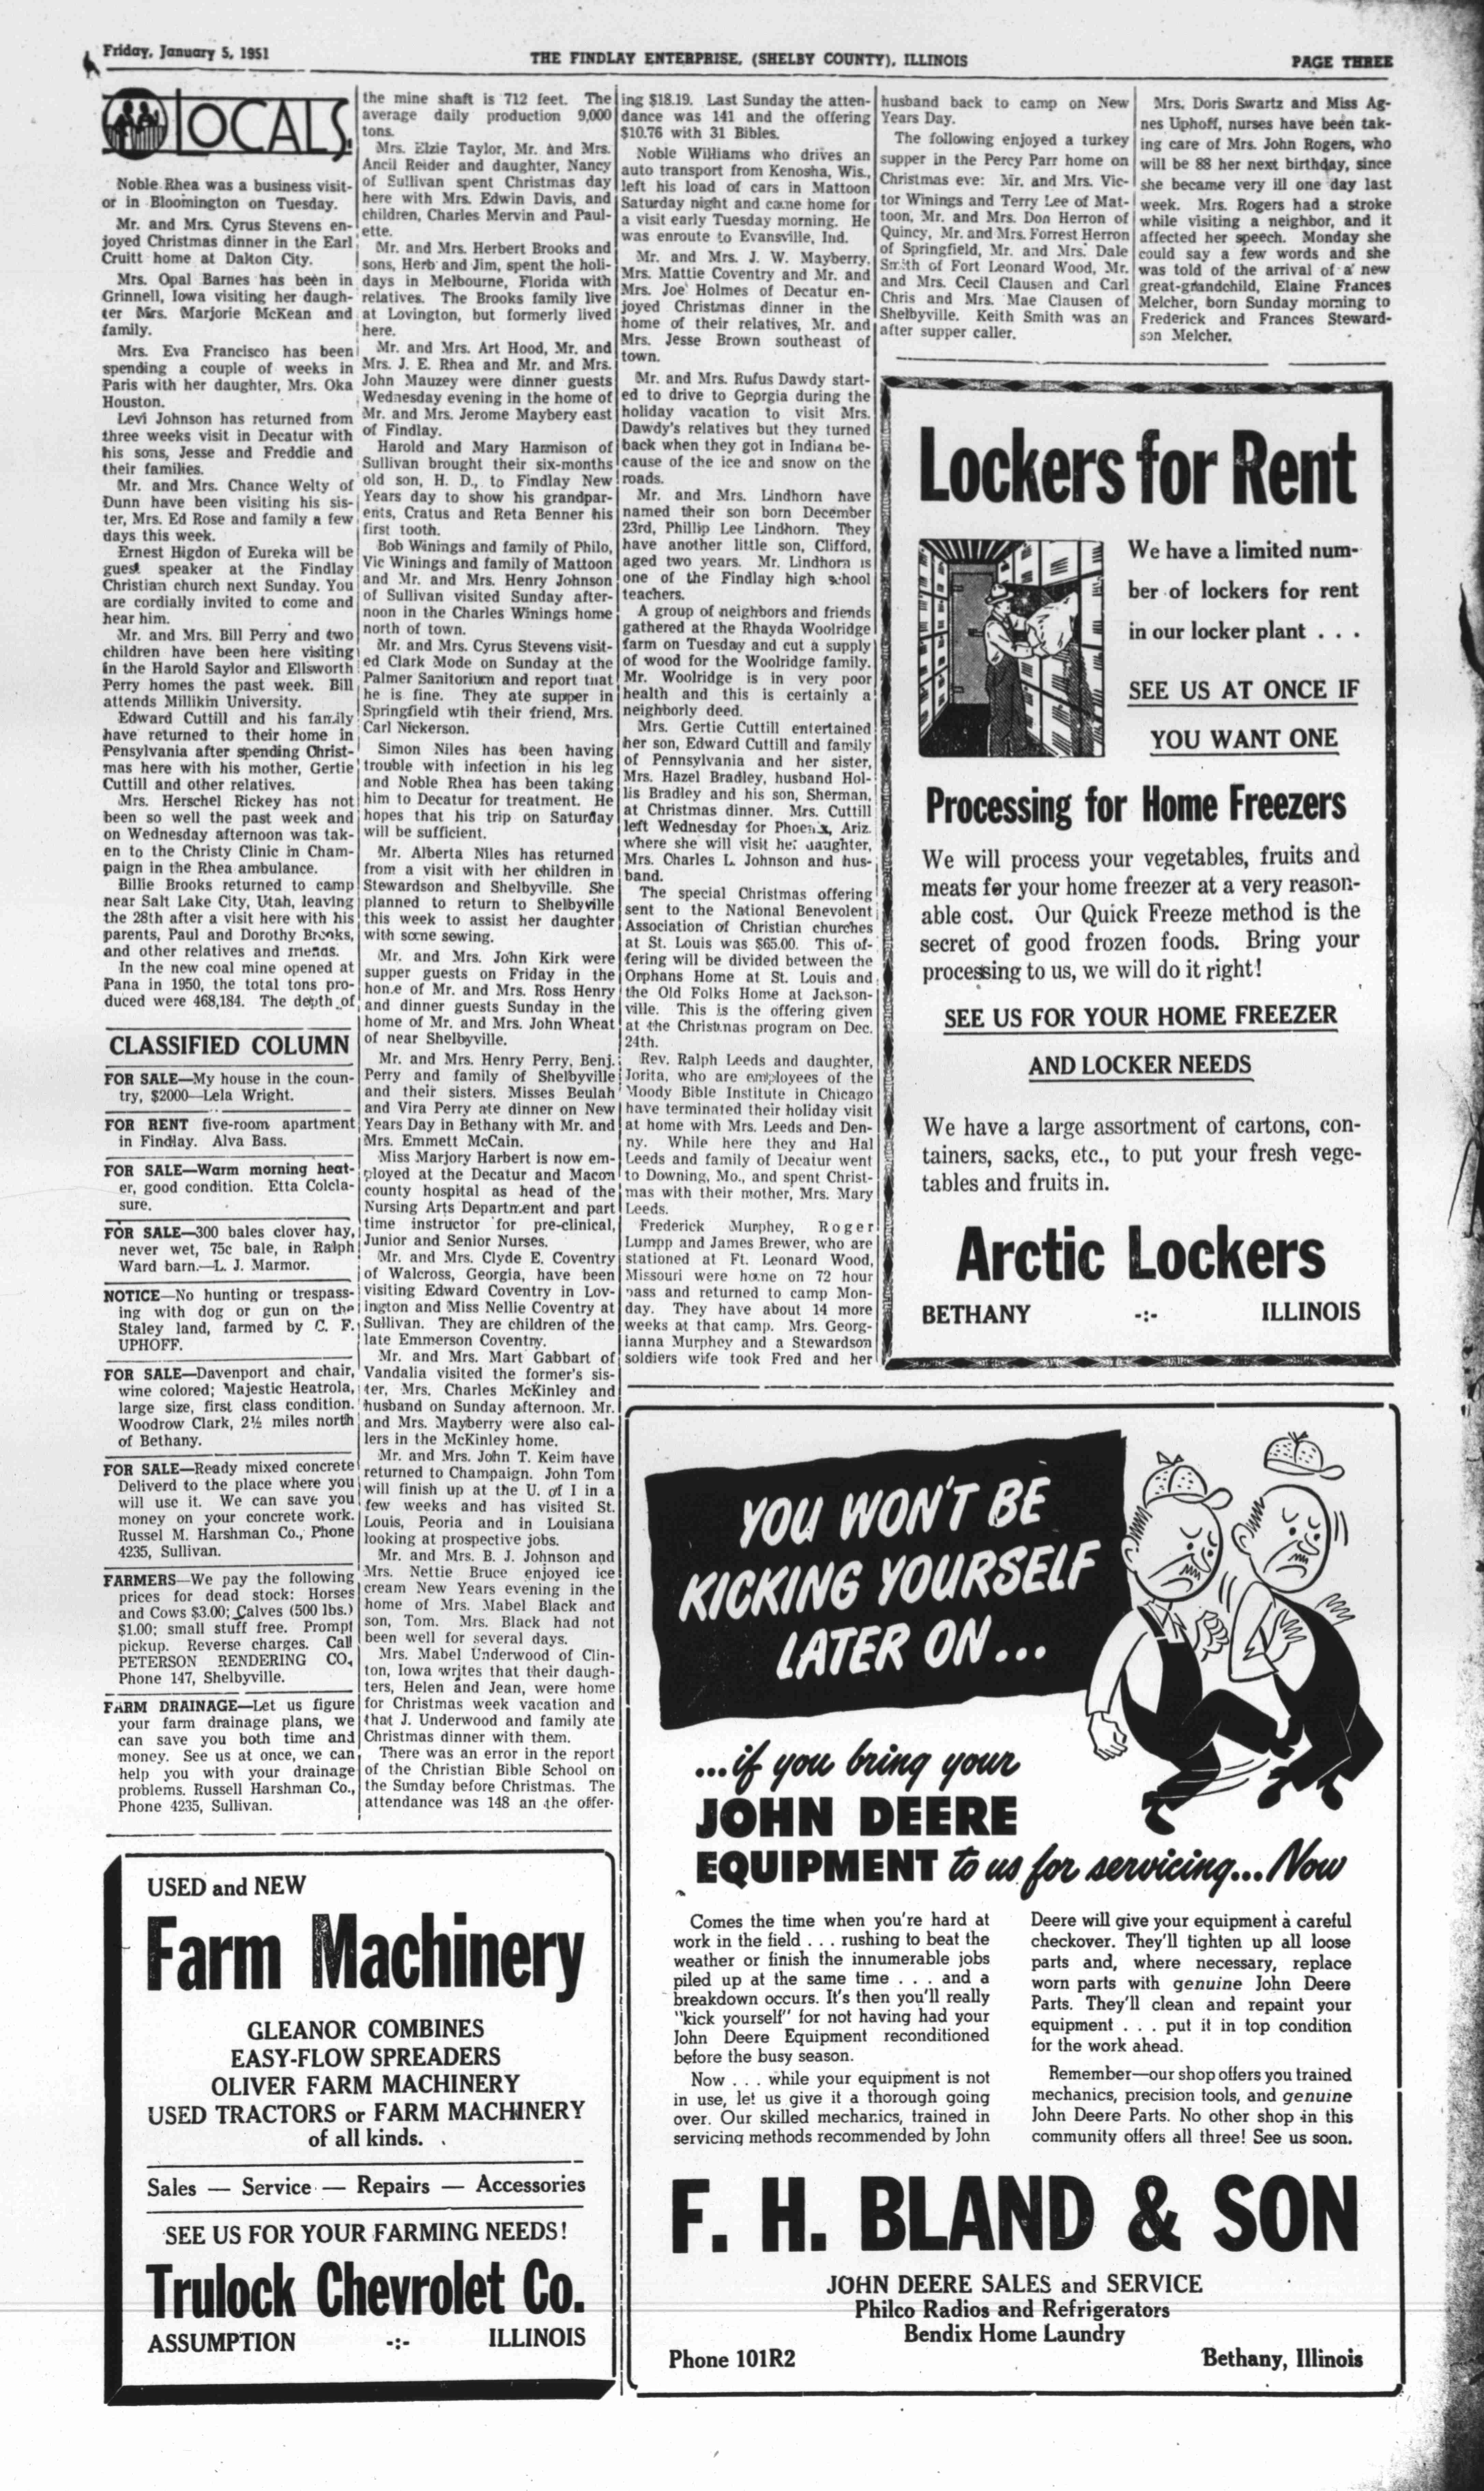 Friday, January 5, 1951
THE FINDLAY ENTERPRISE, (SHELBY COUNTY), ILLINOIS
PAGE THREE
LOCALS
Noble Rhea was a business visit-
or in Bloomington on Tuesday.
Mr. and Mrs. Cyrus Stevens en-
joyed Christmas dinner in the Earl
Cruitt home at Dalton City.
Mrs. Opal Barnes has been in
Grinnell, Iowa visiting her daugh-
ter Mrs. Marjorie McKean and
family.
Mrs. Eva Francisco has been
spending a couple of weeks in
Paris with her daughter, Mrs. Oka
Houston.
Levi Johnson has returned from
three weeks visit in Decatur with
his sons, Jesse and Freddie and
their families.
Mr. and Mrs. Chance Welty of
Dunn have been visiting his sis-
ter, Mrs. Ed Rose and family a few
days this week.
Ernest Higdon of Eureka will be
guest speaker at the Findlay
Christian church next Sunday. You
are cordially invited to come and
hear him.
Mr. and Mrs. Bill Perry and two
children have been here visiting
in the Harold Saylor and Ellsworth
Perry homes the past week. Bill
attends Millikin University.
Edward Cuttill and his family
have returned to their home in
Pensylvania after spending Christ-
mas here with his mother, Gertie
Cuttill and other relatives.
Mrs. Herschel Rickey has not
been so well the past week and
on Wednesday afternoon was tak-
en to the Christy Clinic in Cham-
paign in the Rhea ambulance.
Billie Brooks returned to camp
near Salt Lake City, Utah, leaving
the 28th after a visit here with his
parents, Paul and Dorothy Brooks,
and other relatives and friends.
In the new coal mine opened at
Pana in 1950, the total tons pro-
duced were 468,184. The depth of
CLASSIFIED COLUMN
FOR SALE—My house in the coun-
try, $2000—Lela Wright.
FOR RENT five-room apartment
in Findlay. Alva Bass.
FOR SALE—Warm morning heat-
er, good condition. Etta Colcla-
sure.
FOR SALE—300 bales clover hay,
never wet, 75c bale, in Ralph
Ward barn.—L. J. Marmor.
NOTICE—No hunting or trespass-
ing with dog or gun on the
Staley land, farmed by C. F.
UPHOFF.
FOR SALE—Davenport and chair,
wine colored; Majestic Heatrola,
large size, first class condition.
Woodrow Clark, 2½ miles north
of Bethany.
FOR SALE—Ready mixed concrete
Deliverd to the place where you
will use it. We can save you
money on your concrete work.
Russel M. Harshman Co., Phone
4235, Sullivan.
FARMERS—We pay the following
prices for dead stock: Horses
and Cows $3.00; Calves (500 lbs.)
$1.00; small stuff free. Prompt
pickup. Reverse charges. Call
PETERSON RENDERING CO,
Phone 147, Shelbyville.
FARM DRAINAGE—Let us figure
your farm drainage plans, we
can save you both time and
money. See us at once, we can
help you with your drainage
problems. Russell Harshman Co.,
Phone 4235, Sullivan.
the mine shaft is 712 feet. The
average daily production 9,000
tons.
Mrs. Elzie Taylor, Mr. and Mrs.
Ancil Reider and daughter, Nancy
of Sullivan spent Christmas day
here with Mrs. Edwin Davis, and
children, Charles Mervin and Paul-
ette.
Mr. and Mrs. Herbert Brooks and
sons, Herb and Jim, spent the holi-
days in Melbourne, Florida with
relatives. The Brooks family live
at Lovington, but formerly lived
here.
Mr. and Mrs. Art Hood, Mr. and
Mrs. J. E. Rhea and Mr. and Mrs.
John Mauzey were dinner guests
Wednesday evening in the home of
Mr. and Mrs. Jerome Maybery east
of Findlay.
Harold and Mary Harmison of
Sullivan brought their six-months
old son, H. D., to Findlay New
Years day to show his grandpar-
ents, Cratus and Reta Benner his
first tooth.
Bob Winings and family of Philo,
Vic Winings and family of Mattoon
and Mr. and Mrs. Henry Johnson
of Sullivan visited Sunday after-
noon in the Charles Winings home
north of town.
Mr. and Mrs. Cyrus Stevens visit-
ed Clark Mode on Sunday at the
Palmer Sanitorium and report that
he is fine. They ate supper in
Springfield wtih their friend, Mrs.
Carl Nickerson.
Simon Niles has been having
trouble with infection in his leg
and Noble Rhea has been taking
him to Decatur for treatment. He
hopes that his trip on Saturday
will be sufficient.
Mr. Alberta Niles has returned
from a visit with her children in
Stewardson and Shelbyville. She
planned to return to Shelbyville
this week to assist her daughter
with some sewing.
Mr. and Mrs. John Kirk were
supper guests on Friday in the
home of Mr. and Mrs. Ross Henry
and dinner guests Sunday in the
home of Mr. and Mrs. John Wheat
of near Shelbyville.
Mr. and Mrs. Henry Perry, Benj.
Perry and family of Shelbyville
and their sisters. Misses Beulah
and Vira Perry ate dinner on New
Years Day in Bethany with Mr. and
Mrs. Emmett McCain.
Miss Marjory Harbert is now em-
ployed at the Decatur and Macon
county hospital as head of the
Nursing Arts Department and part
time instructor for pre-clinical,
Junior and Senior Nurses.
Mr. and Mrs. Clyde E. Coventry
of Walcross, Georgia, have been
visiting Edward Coventry in Lov-
ington and Miss Nellie Coventry at
Sullivan. They are children of the
late Emmerson Coventry.
Mr. and Mrs. Mart Gabbart of
Vandalia visited the former's sis-
ter, Mrs. Charles McKinley and
husband on Sunday afternoon. Mr.
and Mrs. Mayberry were also cal-
lers in the McKinley home.
Mr. and Mrs. John T. Keim have
returned to Champaign. John Tom
will finish up at the U. of I in a
few weeks and has visited St.
Louis, Peoria and in Louisiana
looking at prospective jobs.
Mr. and Mrs. B. J. Johnson and
Mrs. Nettie Bruce enjoyed ice
cream New Years evening in the
home of Mrs. Mabel Black and
son, Tom. Mrs. Black had not
been well for several days.
Mrs. Mabel Underwood of Clin-
ton, Iowa writes that their daugh-
ters, Helen and Jean, were home
for Christmas week vacation and
that J. Underwood and family ate
Christmas dinner with them.
There was an error in the report
of the Christian Bible School on
the Sunday before Christmas. The
attendance was 148 an the offer-
ing $18.19. Last Sunday the atten-
dance was 141 and the offering
$10.76 with 31 Bibles.
Noble Williams who drives an
auto transport from Kenosha, Wis.,
left his load of cars in Mattoon
Saturday night and came home for
a visit early Tuesday morning. He
was enroute to Evansville, Ind.
Mr. and Mrs. J. W. Mayberry,
Mrs. Mattie Coventry and Mr. and
Mrs. Joe Holmes of Decatur en-
joyed Christmas dinner in the
home of their relatives, Mr. and
Mrs. Jesse Brown southeast of
town.
Mr. and Mrs. Rufus Dawdy start-
ed to drive to Geprgia during the
holiday vacation to visit Mrs.
Dawdy's relatives but they turned
back when they got in Indiana be-
cause of the ice and snow on the
roads.
Mr. and Mrs. Lindhorn have
named their son born December
23rd, Phillip Lee Lindhorn. They
have another little son, Clifford,
aged two years. Mr. Lindhorn is
one of the Findlay high school
teachers.
A group of neighbors and friends
gathered at the Rhayda Woolridge
farm on Tuesday and cut a supply
of wood for the Woolridge family.
Mr. Woolridge is in very poor
health and this is certainly a
neighborly deed.
Mrs. Gertie Cuttill entertained
her son, Edward Cuttill and family
of Pennsylvania and her sister,
Mrs. Hazel Bradley, husband Hol-
lis Bradley and his son, Sherman,
at Christmas dinner. Mrs. Cuttill
left Wednesday for Phoenix, Ariz.
where she will visit her daughter,
Mrs. Charles L. Johnson and hus-
band.
The special Christmas offering
sent to the National Benevolent
Association of Christian churches
at St. Louis was $65.00. This of-
fering will be divided between the
Orphans Home at St. Louis and
the Old Folks Home at Jackson-
ville. This is the offering given
at the Christmas program on Dec.
24th.
Rev. Ralph Leeds and daughter,
Jorita, who are employees of the
Moody Bible Institute in Chicago
have terminated their holiday visit
at home with Mrs. Leeds and Den-
ny. While here they and Hal
Leeds and family of Decatur went
to Downing, Mo., and spent Christ-
mas with their mother, Mrs. Mary
Leeds.
Frederick Murphey, Roger
Lumpp and James Brewer, who are
stationed at Ft. Leonard Wood,
Missouri were home on 72 hour
pass and returned to camp Mon-
day. They have about 14 more
weeks at that camp. Mrs. Georg-
ianna Murphey and a Stewardson
soldiers wife took Fred and her
husband back to camp on New
Years Day.
The following enjoyed a turkey
supper in the Percy Parr home on
Christmas eve: Mr. and Mrs. Vic-
tor Winings and Terry Lee of Mat-
toon, Mr. and Mrs. Don Herron of
Quincy, Mr. and Mrs. Forrest Herron
of Springfield, Mr. and Mrs. Dale
Smith of Fort Leonard Wood, Mr.
and Mrs. Cecil Clausen and Carl
Chris and Mrs. Mae Clausen of
Shelbyville. Keith Smith was an
after supper caller.
Mrs. Doris Swartz and Miss Ag-
nes Uphoff, nurses have been tak-
ing care of Mrs. John Rogers, who
will be 88 her next birthday, since
she became very ill one day last
week. Mrs. Rogers had a stroke
while visiting a neighbor, and it
affected her speech. Monday she
could say a few words and she
was told of the arrival of a new
great-grandchild, Elaine Frances
Melcher, born Sunday morning to
Frederick and Frances Steward-
son Melcher.
Lockers for Rent
We have a limited num-
ber of lockers for rent
in our locker plant . . .
SEE US AT ONCE IF
YOU WANT ONE
Processing for Home Freezers
We will process your vegetables, fruits and
meats for your home freezer at a very reason-
able cost. Our Quick Freeze method is the
secret of good frozen foods. Bring your
processing to us, we will do it right!
SEE US FOR YOUR HOME FREEZER
AND LOCKER NEEDS
We have a large assortment of cartons, con-
tainers, sacks, etc., to put your fresh vege-
tables and fruits in.
Arctic Lockers
BETHANY -:- ILLINOIS
USED and NEW
Farm Machinery
GLEANOR COMBINES
EASY-FLOW SPREADERS
OLIVER FARM MACHINERY
USED TRACTORS or FARM MACHINERY
of all kinds.
Sales — Service — Repairs — Accessories
SEE US FOR YOUR FARMING NEEDS!
Trulock Chevrolet Co.
ASSUMPTION -:- ILLINOIS
YOU WON'T BE
KICKING YOURSELF
LATER ON...
...if you bring your
JOHN DEERE
EQUIPMENT to us for servicing...Now
Comes the time when you're hard at
work in the field . . . rushing to beat the
weather or finish the innumerable jobs
piled up at the same time . . . and a
breakdown occurs. It's then you'll really
"kick yourself" for not having had your
John Deere Equipment reconditioned
before the busy season.
Now . . . while your equipment is not
in use, let us give it a thorough going
over. Our skilled mechanics, trained in
servicing methods recommended by John
Deere will give your equipment a careful
checkover. They'll tighten up all loose
parts and, where necessary, replace
worn parts with genuine John Deere
Parts. They'll clean and repaint your
equipment . . . put it in top condition
for the work ahead.
Remember—our shop offers you trained
mechanics, precision tools, and genuine
John Deere Parts. No other shop in this
community offers all three! See us soon.
F. H. BLAND & SON
JOHN DEERE SALES and SERVICE
Philco Radios and Refrigerators
Bendix Home Laundry
Phone 101R2
Bethany, Illinois